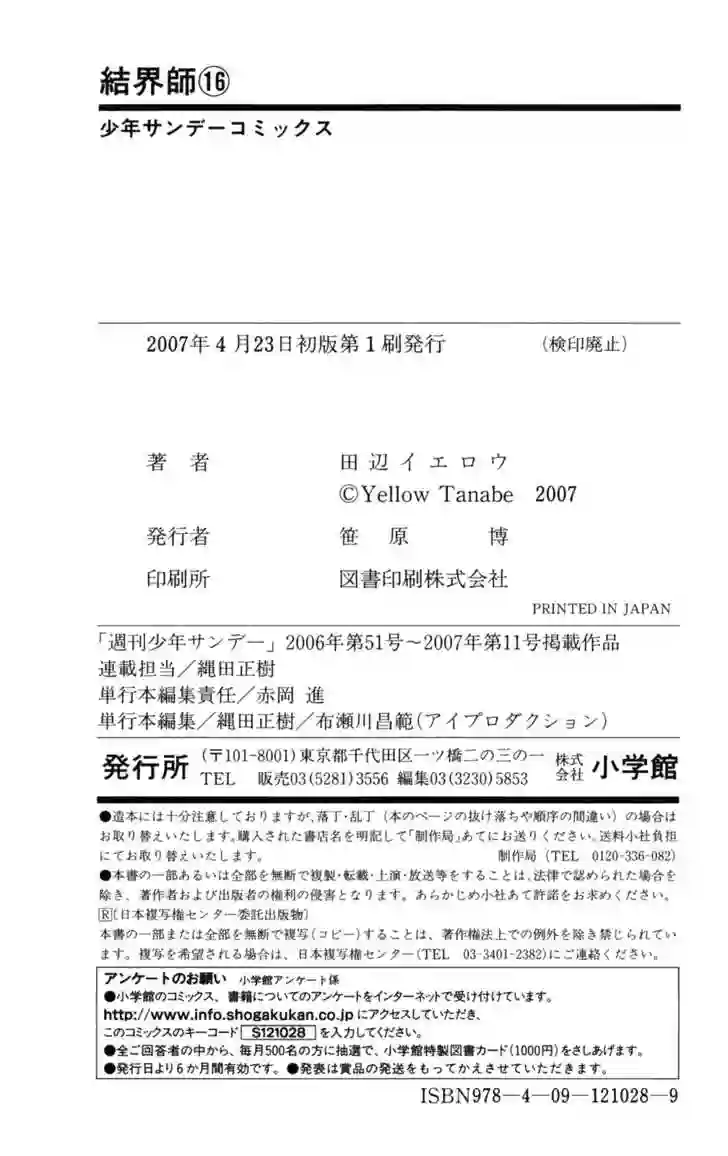 結界師⑯
少年サンデーコミックス
2007年4月23日初版第1刷発行 (検印廃止)
著者 田辺イエロウ
©Yellow Tanabe 2007
発行者 笹原 博
印刷所 図書印刷株式会社
PRINTED IN JAPAN
「週刊少年サンデー」2006年第51号~2007年第11号掲載作品
連載担当/縄田正樹
単行本編集責任/赤岡 進
単行本編集/縄田正樹/布瀬川昌範(アイプロダクション)
発行所 (〒101-8001)東京都千代田区一ツ橋二の三の一 株式会社 小学館
TEL 販売03(5281)3556 編集03(3230)5853
●造本には十分注意しておりますが、落丁・乱丁(本のページの抜け落ちや順序の間違い)の場合は
お取り替えいたします。購入された書店名を明記して「制作局」あてにお送りください。送料小社負担
にてお取り替えいたします。 制作局(TEL 0120-336-082)
●本書の一部あるいは全部を無断で複製・転載・上演・放送等をすることは、法律で認められた場合を
除き、著作者および出版者の権利の侵害となります。あらかじめ小社あて許諾をお求めください。
Ⓡ〔日本複写権センター委託出版物〕
本書の一部または全部を無断で複写(コピー)することは、著作権法上での例外を除き禁じられてい
ます。複写を希望される場合は、日本複写権センター(TEL 03-3401-2382)にご連絡ください。
アンケートのお願い 小学館アンケート係
●小学館のコミックス、書籍についてのアンケートをインターネットで受け付けています。
http://www.info.shogakukan.co.jp にアクセスしていただき、
このコミックスのキーコード S121028 を入力してください。
●全ご回答者の中から、毎月500名の方に抽選で、小学館特製図書カード(1000円)をさしあげます。
●発行日より6か月間有効です。●発表は賞品の発送をもってかえさせていただきます。
ISBN978-4-09-121028-9